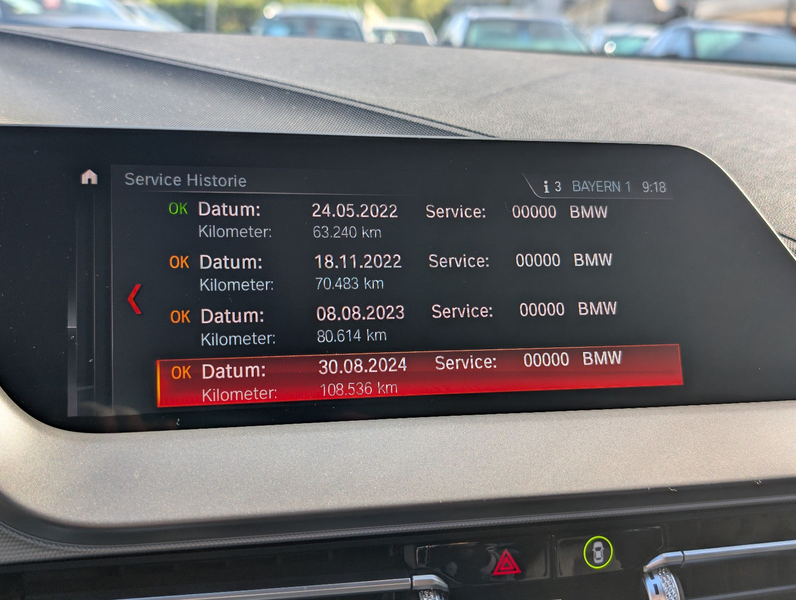 Service Historie
i 3 BAYERN 1 9:18
OK Datum: 24.05.2022 Service: 00000 BMW
Kilometer: 63.240 km
OK Datum: 18.11.2022 Service: 00000 BMW
Kilometer: 70.483 km
OK Datum: 08.08.2023 Service: 00000 BMW
Kilometer: 80.614 km
OK Datum: 30.08.2024 Service: 00000 BMW
Kilometer: 108.536 km